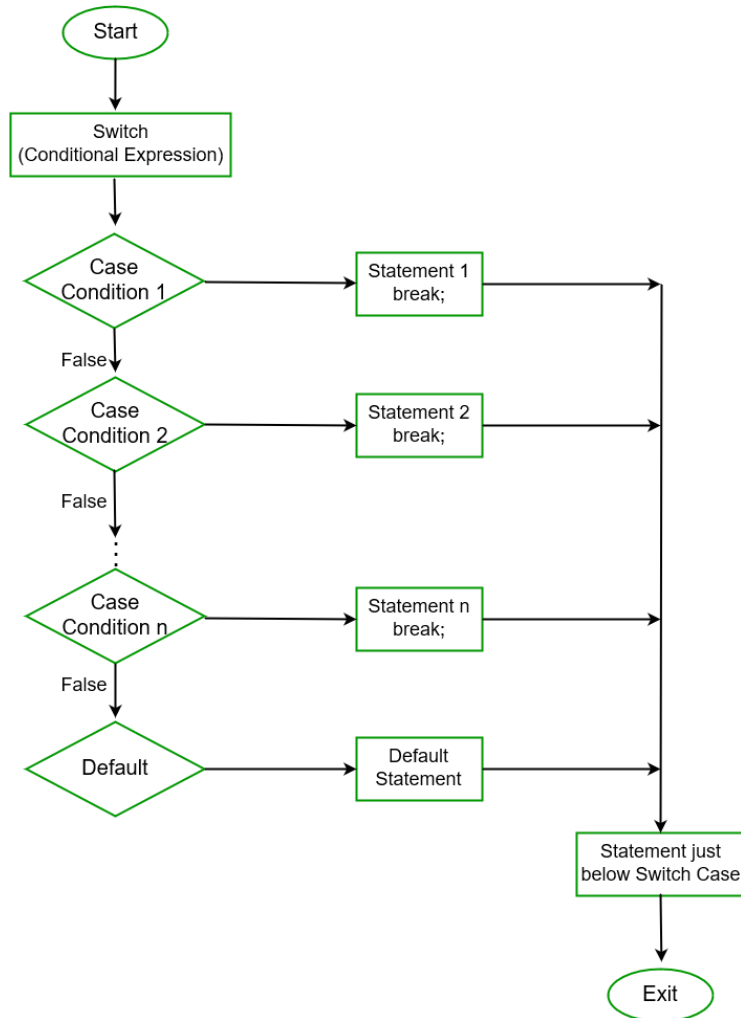 Start
Switch
(Conditional Expression)
Case
Condition 1
Statement 1
break;
False
Case
Condition 2
Statement 2
break;
False
Case
Condition n
Statement n
break;
False
Default
Default
Statement
Statement just
below Switch Case
Exit